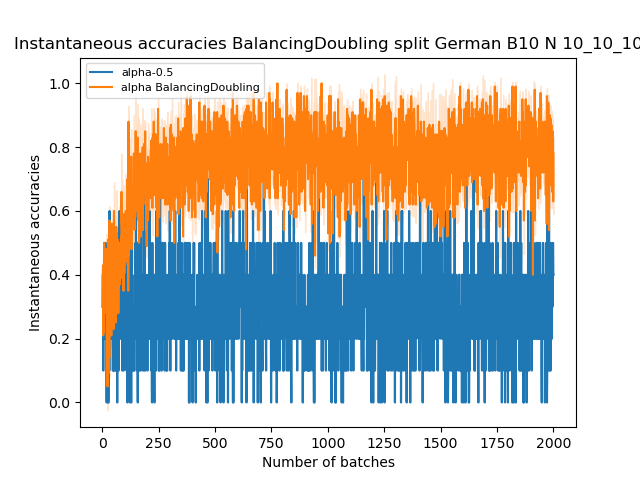 Instantaneous accuracies BalancingDoubling split German B10 N 10_10_10
alpha-0.5
alpha BalancingDoubling
1.0
0.8
0.6
0.4
0.2
0.0
Instantaneous accuracies
0 250 500 750 1000 1250 1500 1750 2000
Number of batches